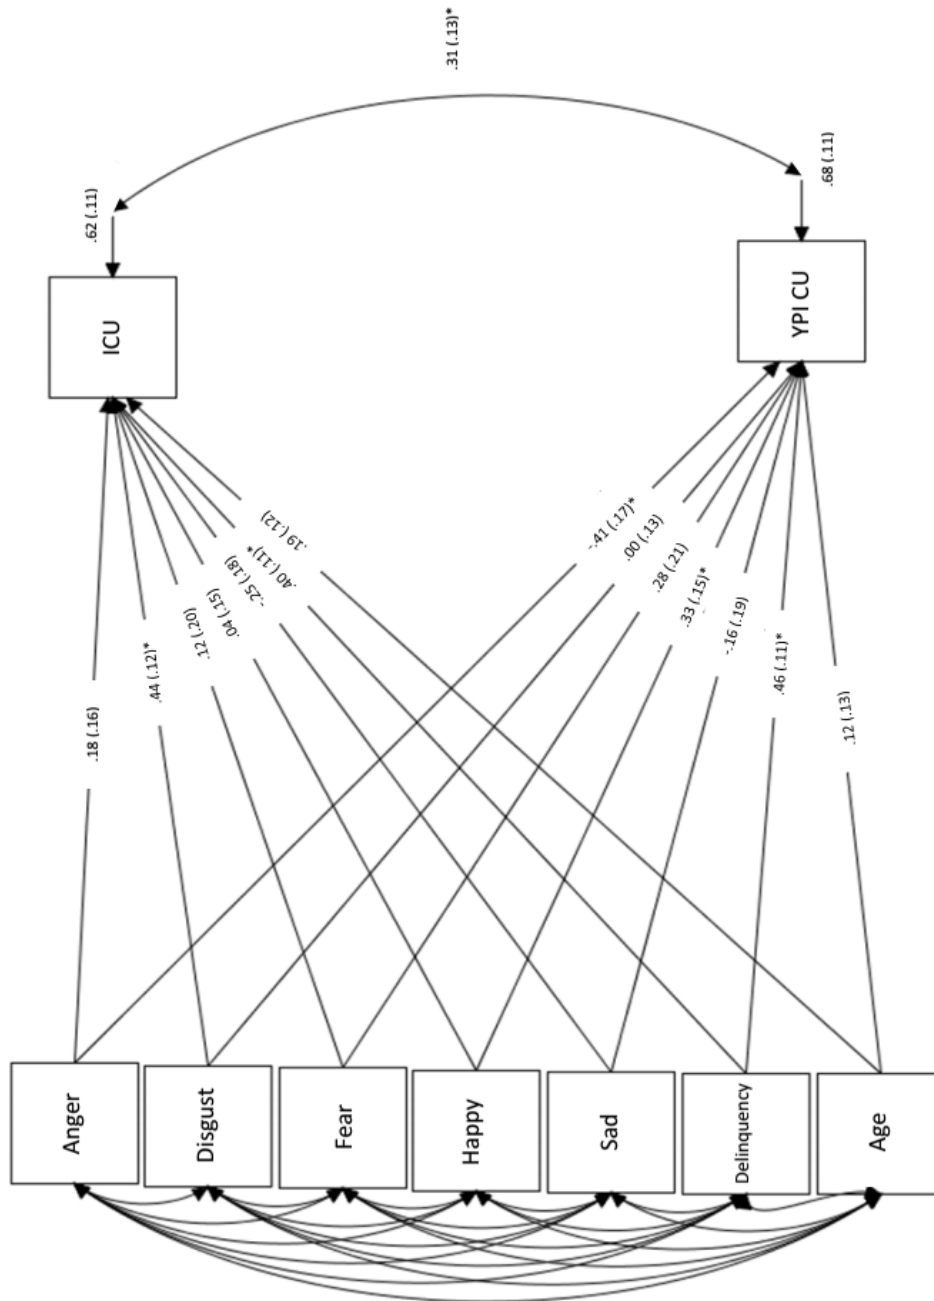 .31 (.13)*
.62 (.11)
.68 (.11)
ICU
YPI CU
.18 (.16)
.44 (.12)*
.12 (.20)
.04 (.15)
-.25 (.18)
.40 (.11)*
.19 (.12)
-.41 (.17)*
.00 (.13)
.28 (.21)
.33 (.15)*
-.16 (.19)
.46 (.11)*
.12 (.13)
Anger
Disgust
Fear
Happy
Sad
Delinquency
Age